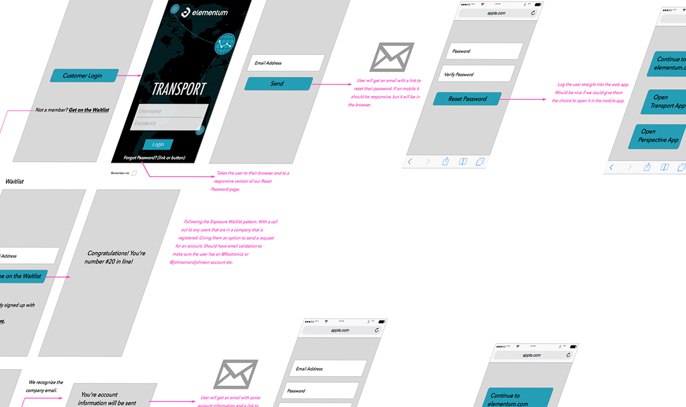 elementum
apple.com
apple.com
Customer Login
Not a member? Get on the Waitlist
TRANSPORT
Username
Password
Login
Forgot Password? (link or button)
Remember me
Email Address
Send
User will get an email with a link to
reset their password. If on mobile it
should be responsive, but it will be in
the browser.
Takes the user to their browser and to a
responsive version of our Reset
Password page.
Password
Verify Password
Reset Password
Log the user straight into the web app.
Would be nice if we could give them
the choice to open it in the mobile app.
Continue to
elementum.com
Open
Transport App
Open
Perspective App
Waitlist
Address
me on the Waitlist
signed up with
Congratulations! You're
number #20 in line!
Following the Exposure Waitlist pattern. With a call
out to any users that are in a company that is
registered. Giving them an option to send a request
for an account. Should have email validation to
make sure the user has an @flextronics or
@johnsonandjohnson account etc.
We recognize the
company email.
You're account
information will be sent
User will get an email with some
account information and a link to
apple.com
Email Address
Password
apple.com
Continue to
elementum.com